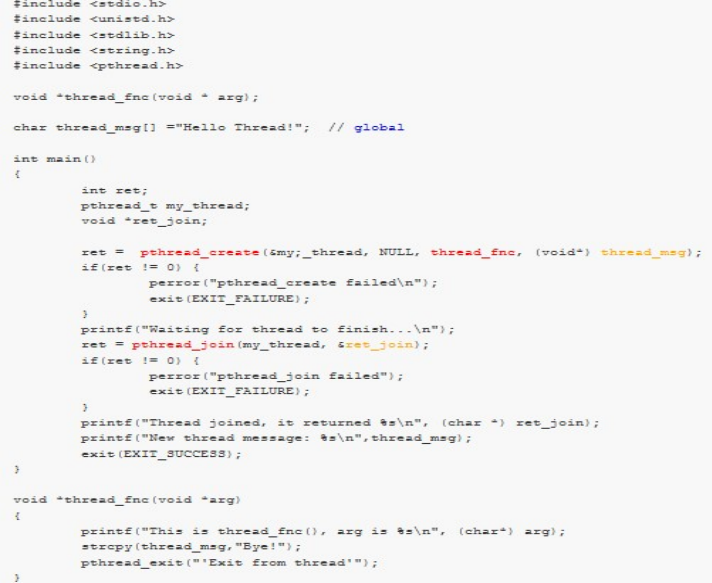 #include <stdio.h>
#include <unistd.h>
#include <stdlib.h>
#include <string.h>
#include <pthread.h>
void *thread_fnc(void * arg);
char thread_msg[] ="Hello Thread!"; // global
int main()
{
int ret;
pthread_t my_thread;
void *ret_join;
ret = pthread_create(&my;_thread, NULL, thread_fnc, (void*) thread_msg);
if(ret != 0) {
perror("pthread_create failed\n");
exit(EXIT_FAILURE);
}
printf("Waiting for thread to finish...\n");
ret = pthread_join(my_thread, &ret_join);
if(ret != 0) {
perror("pthread_join failed");
exit(EXIT_FAILURE);
}
printf("Thread joined, it returned %s\n", (char *) ret_join);
printf("New thread message: %s\n",thread_msg);
exit(EXIT_SUCCESS);
}
void *thread_fnc(void *arg)
{
printf("This is thread_fnc(), arg is %s\n", (char*) arg);
strcpy(thread_msg,"Bye!");
pthread_exit("'Exit from thread'");
}